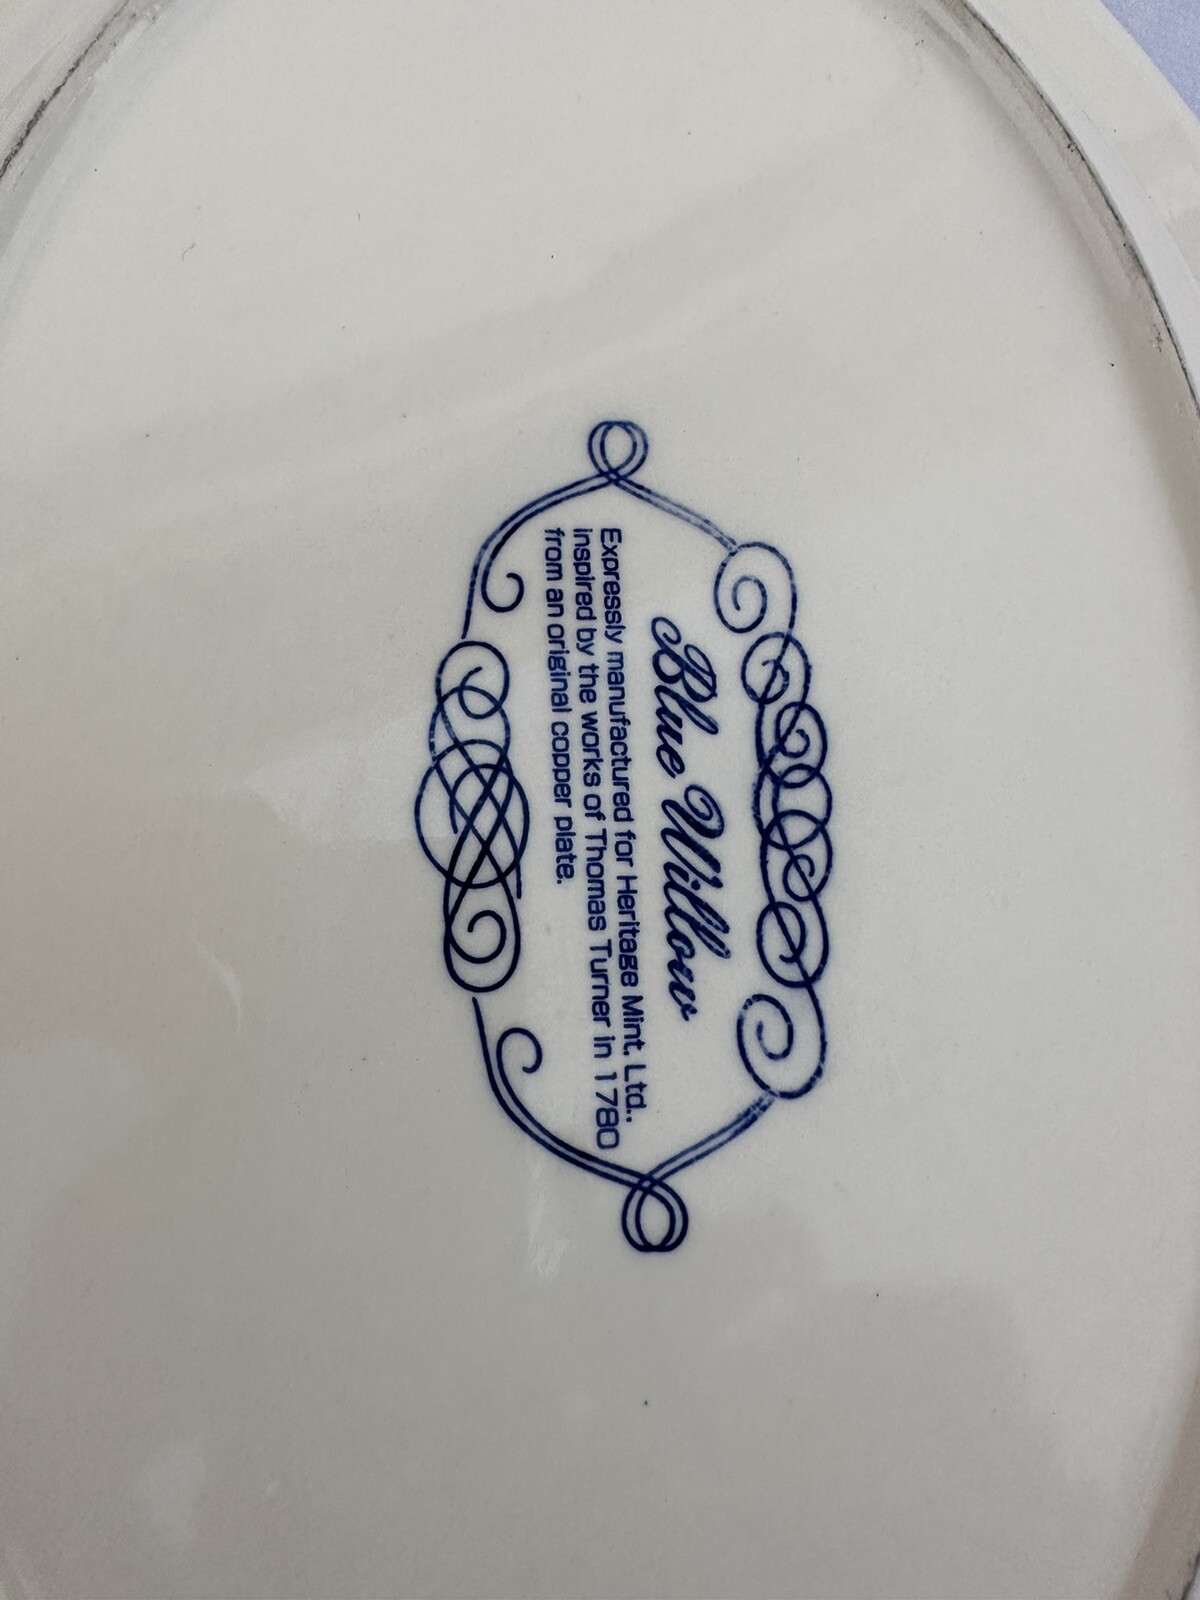 Blue Willow
Expressly manufactured for Heritage Mint, Ltd.,
inspired by the works of Thomas Turner in 1780
from an original copper plate.